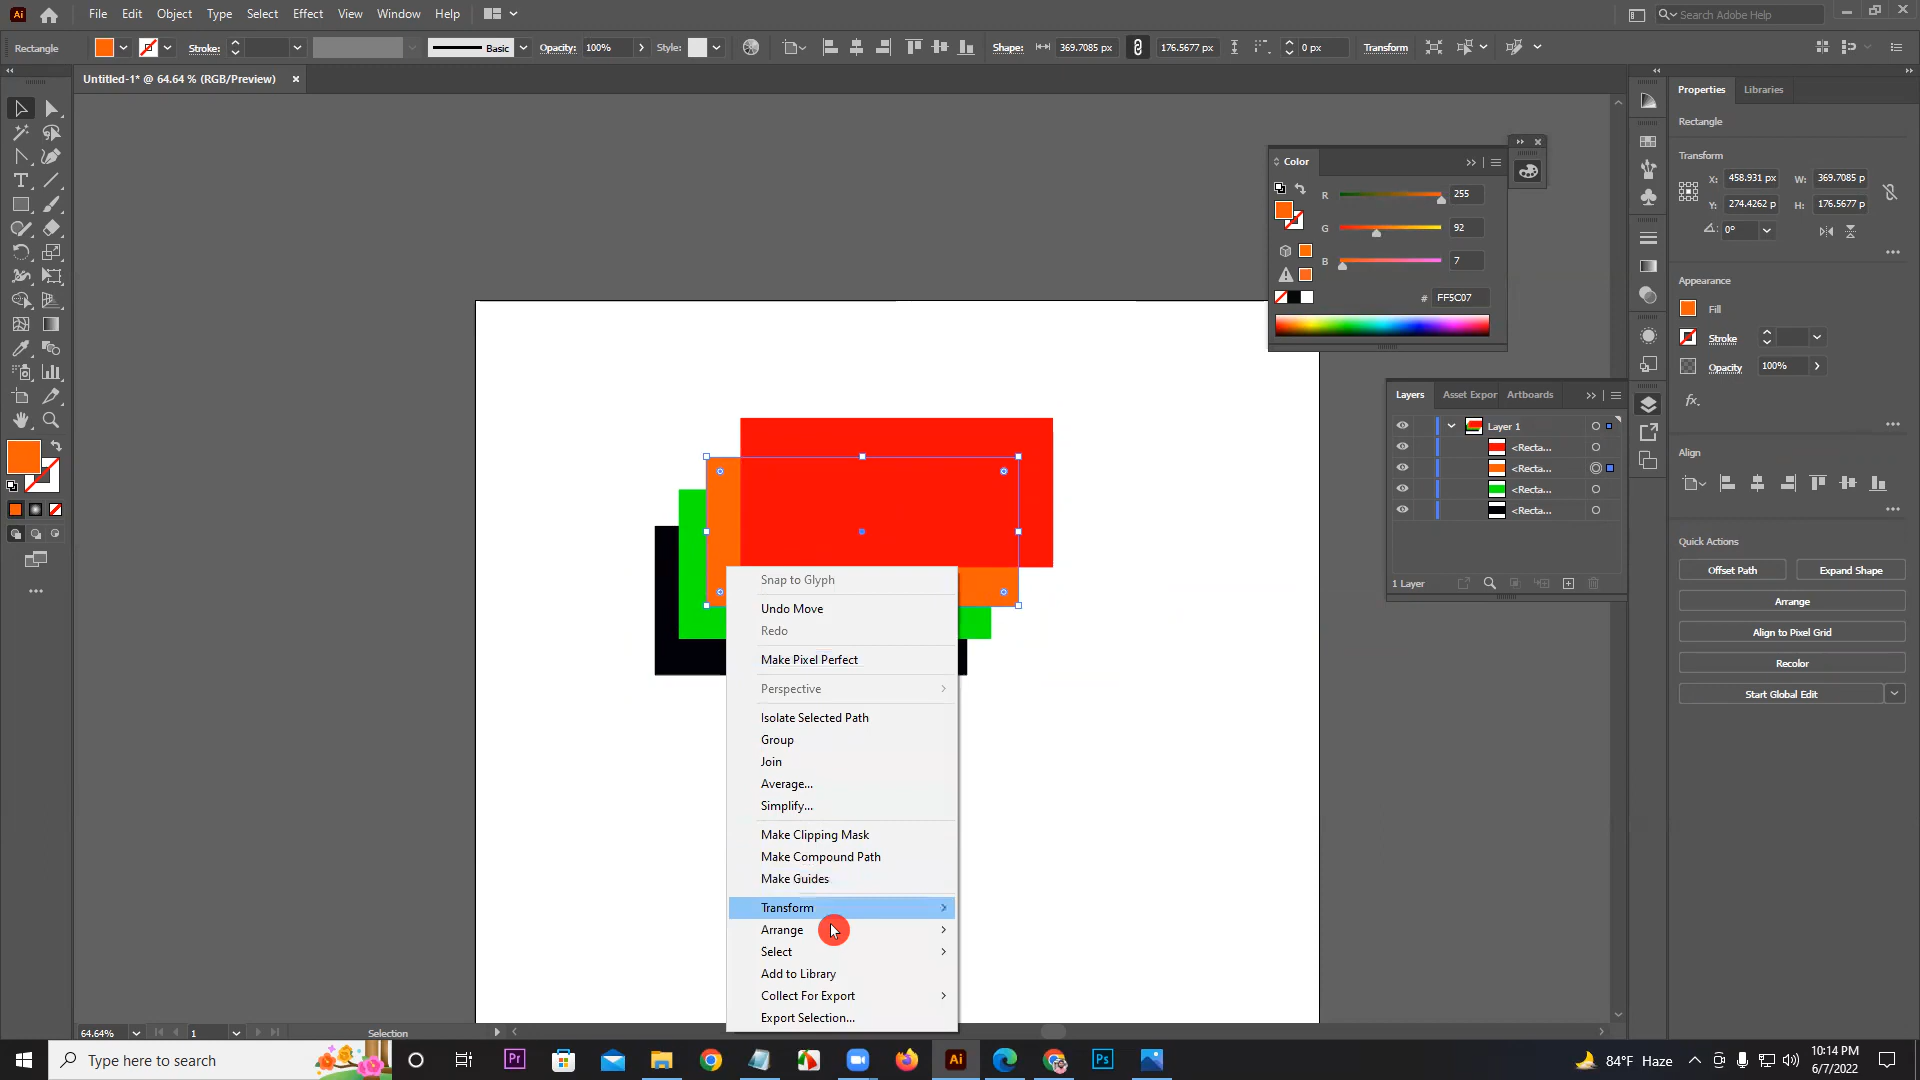 Ai File Edit Object Type Select Effect View Window Help Search Adobe Help
Rectangle Stroke: Basic Opacity: 100% Style: Shape: 369.7085 px 176.5677 px 0 px Transform
Untitled-1* @ 64.64 % (RGB/Preview) ×
Properties Libraries
Rectangle
Transform
X: 458.931 px W: 369.7085 p
Y: 274.4262 p H: 176.5677 p
0°
Appearance
Fill
Stroke
Opacity 100%
fx.
Align
Quick Actions
Offset Path Expand Shape
Arrange
Align to Pixel Grid
Recolor
Start Global Edit
Color
R 255
G 92
B 7
# FF5C07
Layers Asset Expor Artboards
Layer 1
<Recta...
<Recta...
<Recta...
<Recta...
1 Layer
Snap to Glyph
Undo Move
Redo
Make Pixel Perfect
Perspective
Isolate Selected Path
Group
Join
Average...
Simplify...
Make Clipping Mask
Make Compound Path
Make Guides
Transform
Arrange
Select
Add to Library
Collect For Export
Export Selection...
64.64% 1 Selection
Type here to search Pr Ai Ps 84°F Haze 10:14 PM
6/7/2022